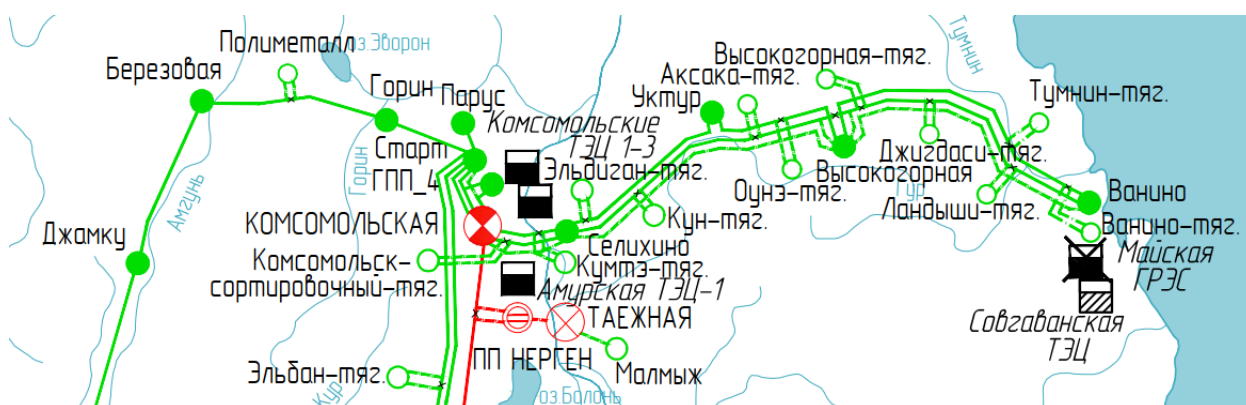 оз.Эворон
Полиметалл
Березовая
Горин
Парус
Комсомольские
ТЭЦ 1-3
Старт
ГПП_4
Горин
Амгунь
КОМСОМОЛЬСКАЯ
Джамку
Комсомольск-
сортировочный-тяг.
Эльбан-тяг.
Кур
Эльбиган-тяг.
Селихино
Кун-тяг.
Кумтэ-тяг.
Амурская ТЭЦ-1
ТАЕЖНАЯ
ПП НЕРГЕН
Малмыж
оз.Болонь
Уктур
Аксака-тяг.
Высокогорная-тяг.
Оунэ-тяг.
Высокогорная
Гур
Джигдаси-тяг.
Ландыши-тяг.
Тумнин
Тумнин-тяг.
Ванино
Ванино-тяг.
Майская
ГРЭС
Совгаванская
ТЭЦ